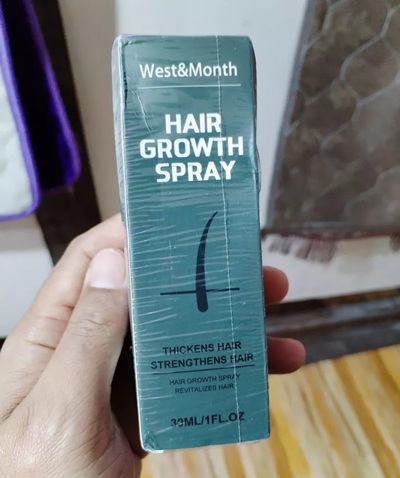 West&Month
HAIR
GROWTH
SPRAY
THICKENS HAIR
STRENGTHENS HAIR
HAIR GROWTH SPRAY
REVITALIZES HAIR
30ML/1FL.OZ